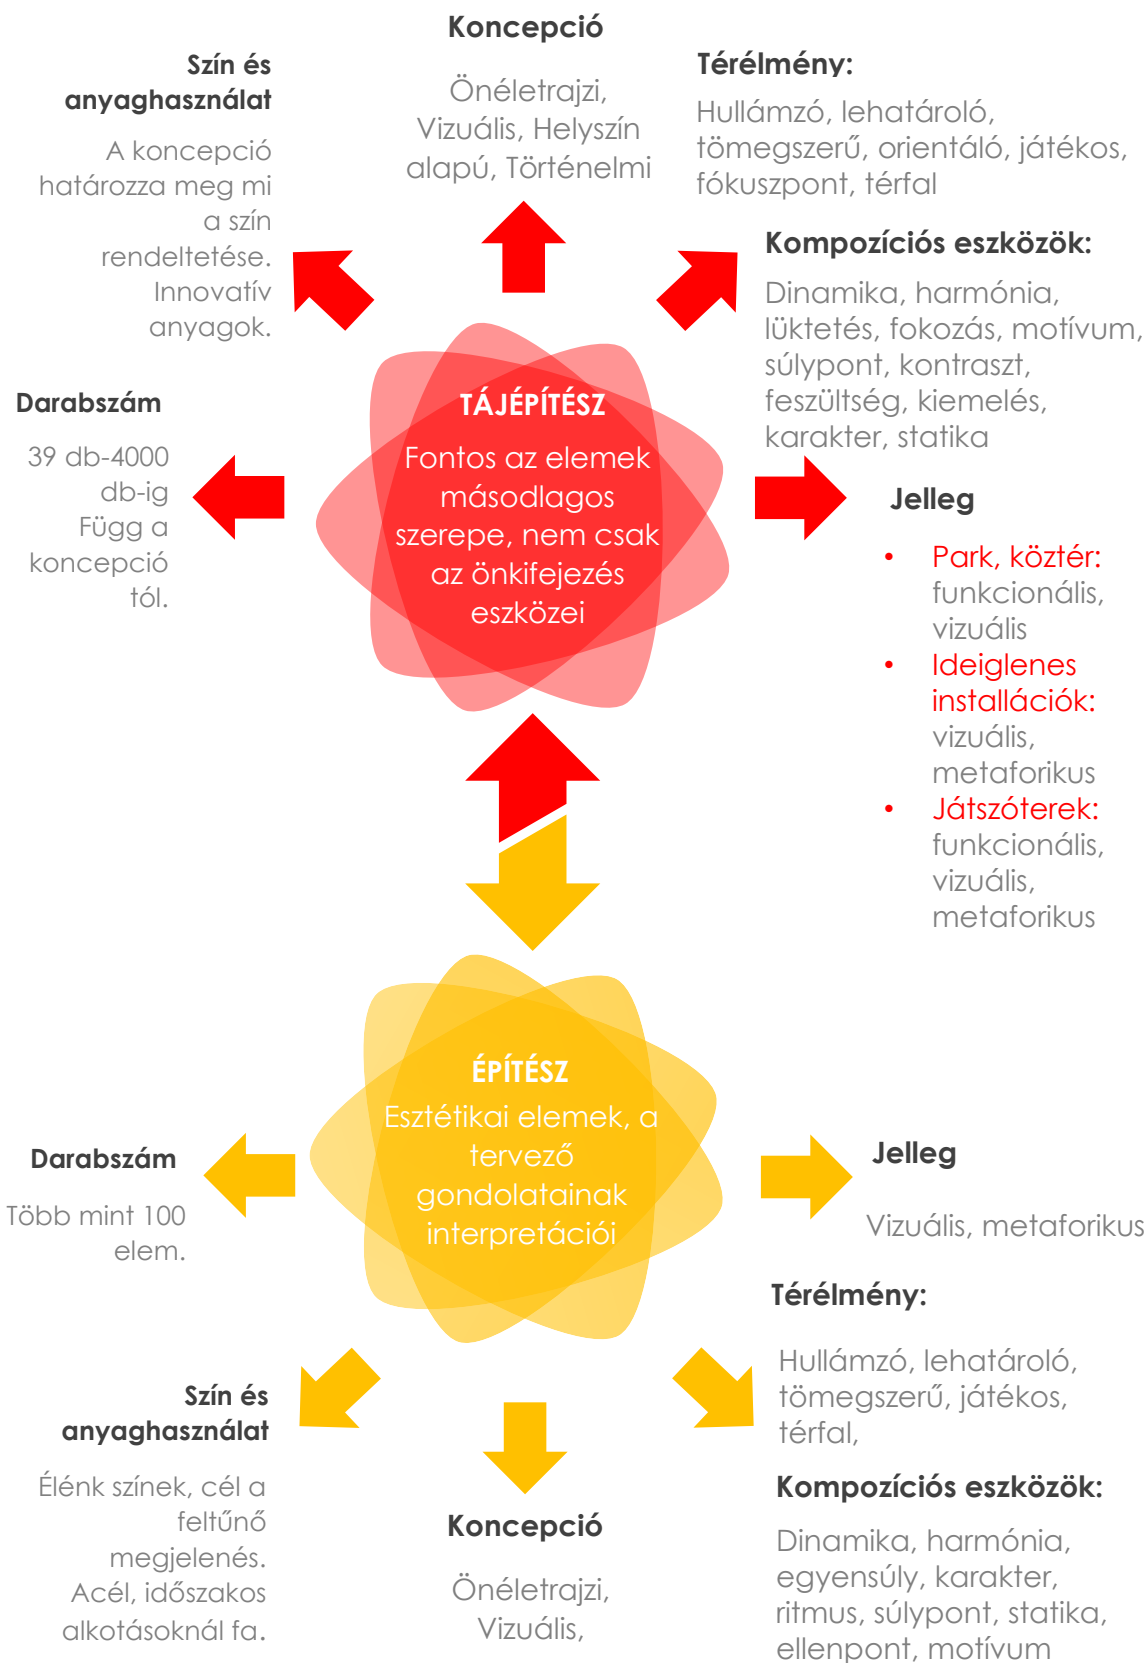 Koncepció
Önéletrajzi,
Vizuális, Helyszín
alapú, Történelmi
Szín és
anyaghasználat
A koncepció
határozza meg mi
a szín
rendeltetése.
Innovatív
anyagok.
Térélmény:
Hullámzó, lehatároló,
tömegszerű, orientáló, játékos,
fókuszpont, térfal
Kompozíciós eszközök:
Dinamika, harmónia,
lüktetés, fokozás, motívum,
súlypont, kontraszt,
feszültség, kiemelés,
karakter, statika
Darabszám
39 db-4000
db-ig
Függ a
koncepció
tól.
TÁJÉPÍTÉSZ
Fontos az elemek
másodlagos
szerepe, nem csak
az önkifejezés
eszközei
Jelleg
• Park, köztér:
funkcionális,
vizuális
• Ideiglenes
installációk:
vizuális,
metaforikus
• Játszóterek:
funkcionális,
vizuális,
metaforikus
ÉPÍTÉSZ
Esztétikai elemek, a
tervező
gondolatainak
interpretációi
Darabszám
Több mint 100
elem.
Jelleg
Vizuális, metaforikus
Térélmény:
Hullámzó, lehatároló,
tömegszerű, játékos,
térfal,
Szín és
anyaghasználat
Élénk színek, cél a
feltűnő
megjelenés.
Acél, időszakos
alkotásoknál fa.
Koncepció
Önéletrajzi,
Vizuális,
Kompozíciós eszközök:
Dinamika, harmónia,
egyensúly, karakter,
ritmus, súlypont, statika,
ellenpont, motívum